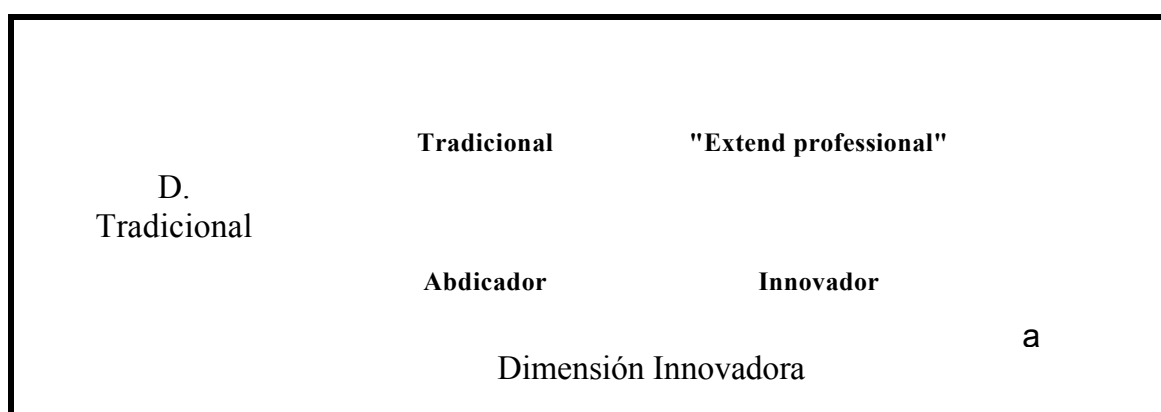 Tradicional "Extend professional"
D.
Tradicional
Abdicador Innovador
a
Dimensión Innovadora